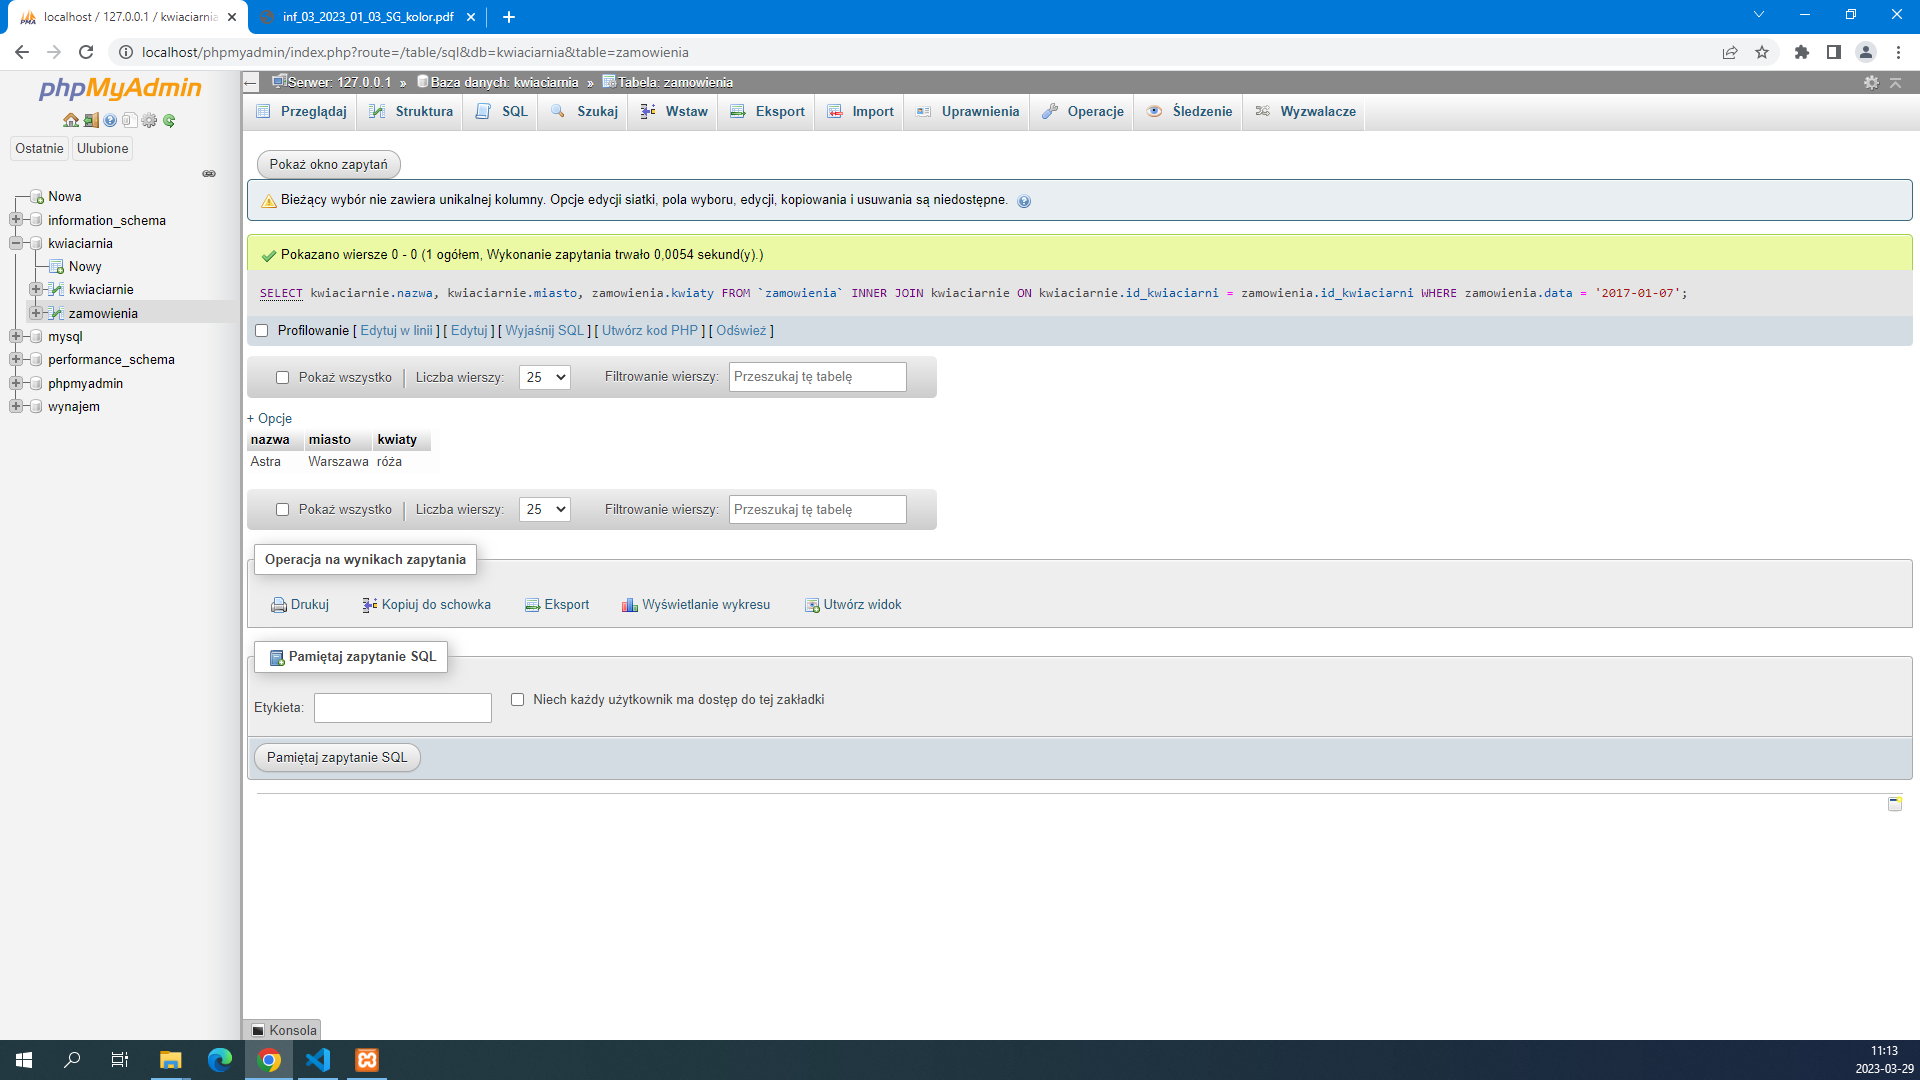 localhost / 127.0.0.1 / kwiaciarnia
inf_03_2023_01_03_SG_kolor.pdf
localhost/phpmyadmin/index.php?route=/table/sql&db=kwiaciarnia&table=zamowienia
phpMyAdmin
Ostatnie Ulubione
Nowa
information_schema
kwiaciarnia
Nowy
kwiaciarnie
zamowienia
mysql
performance_schema
phpmyadmin
wynajem
Serwer: 127.0.0.1 » Baza danych: kwiaciarnia » Tabela: zamowienia
Przeglądaj Struktura SQL Szukaj Wstaw Eksport Import Uprawnienia Operacje Śledzenie Wyzwalacze
Pokaż okno zapytań
Bieżący wybór nie zawiera unikalnej kolumny. Opcje edycji siatki, pola wyboru, edycji, kopiowania i usuwania są niedostępne.
Pokazano wiersze 0 - 0 (1 ogółem, Wykonanie zapytania trwało 0,0054 sekund(y).)
SELECT kwiaciarnie.nazwa, kwiaciarnie.miasto, zamowienia.kwiaty FROM `zamowienia` INNER JOIN kwiaciarnie ON kwiaciarnie.id_kwiaciarni = zamowienia.id_kwiaciarni WHERE zamowienia.data = '2017-01-07';
Profilowanie [ Edytuj w linii ] [ Edytuj ] [ Wyjaśnij SQL ] [ Utwórz kod PHP ] [ Odśwież ]
Pokaż wszystko Liczba wierszy: 25 Filtrowanie wierszy: Przeszukaj tę tabelę
+ Opcje
nazwa miasto kwiaty
Astra Warszawa róża
Pokaż wszystko Liczba wierszy: 25 Filtrowanie wierszy: Przeszukaj tę tabelę
Operacja na wynikach zapytania
Drukuj Kopiuj do schowka Eksport Wyświetlanie wykresu Utwórz widok
Pamiętaj zapytanie SQL
Etykieta: Niech każdy użytkownik ma dostęp do tej zakładki
Pamiętaj zapytanie SQL
Konsola
11:13
2023-03-29